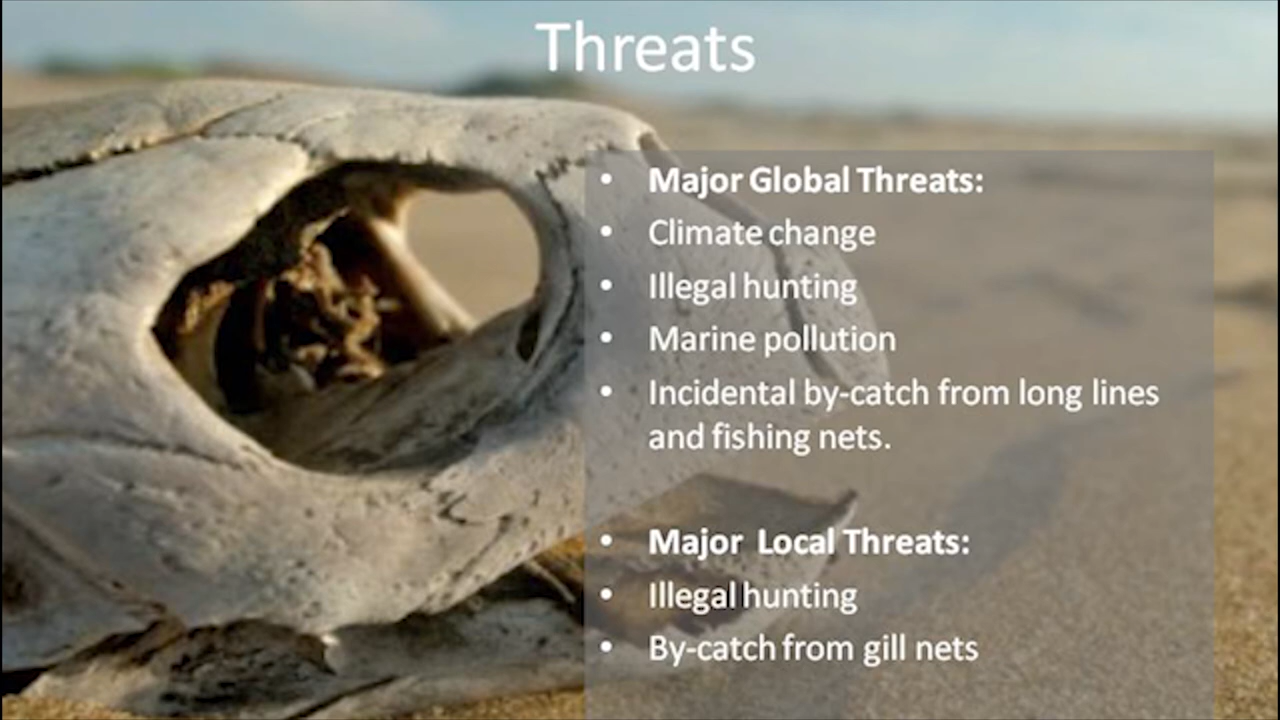 Threats
• Major Global Threats:
• Climate change
• Illegal hunting
• Marine pollution
• Incidental by-catch from long lines
and fishing nets.
• Major Local Threats:
• Illegal hunting
• By-catch from gill nets